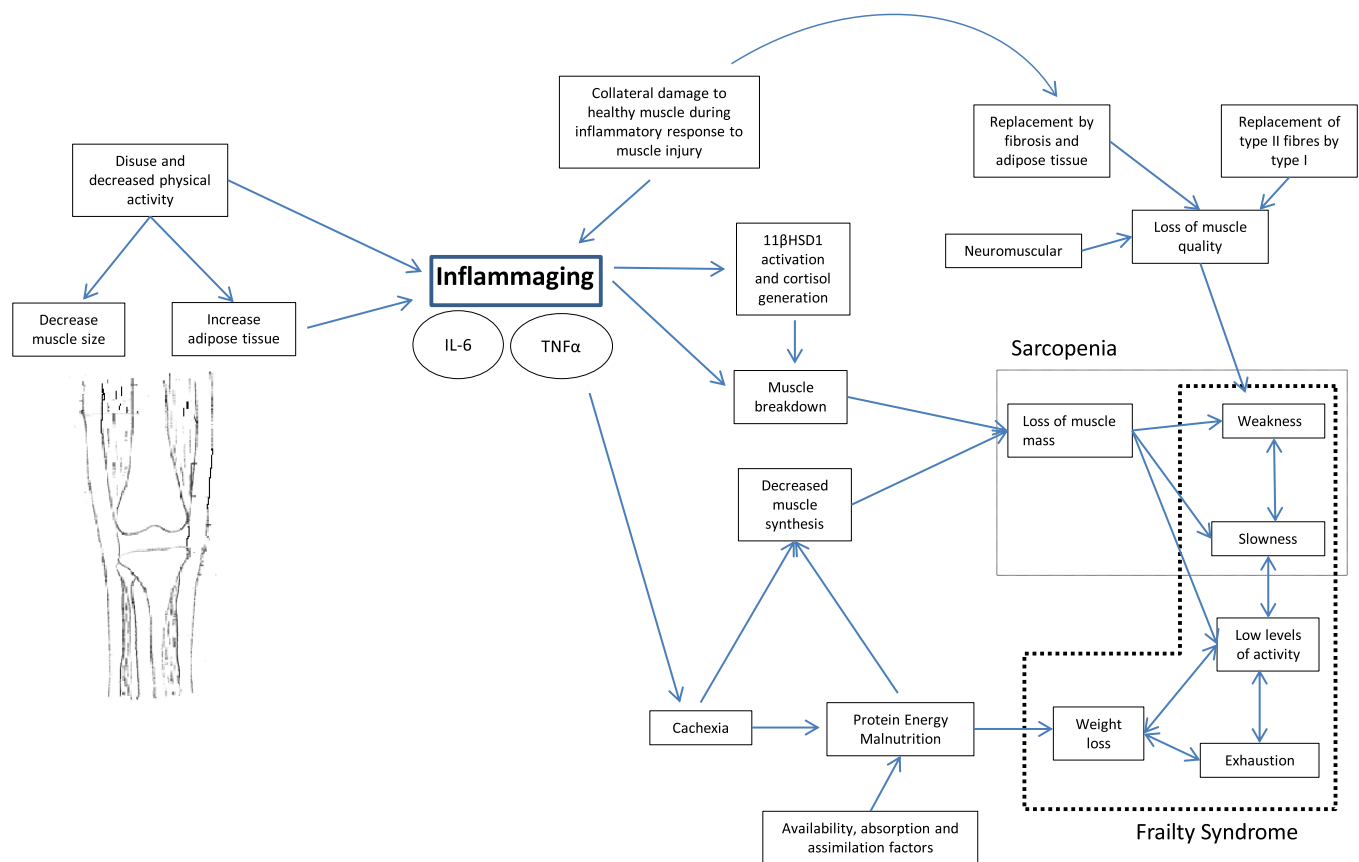 Collateral damage to
healthy muscle during
inflammatory response to
muscle injury
Replacement by
fibrosis and
adipose tissue
Replacement of
type II fibres by
type I
Disuse and
decreased physical
activity
Neuromuscular
Loss of muscle
quality
11βHSD1
activation
and cortisol
generation
Inflammaging
Decrease
muscle size
Increase
adipose tissue
IL-6
TNFα
Sarcopenia
Muscle
breakdown
Loss of muscle
mass
Weakness
Decreased
muscle
synthesis
Slowness
Low levels
of activity
Cachexia
Protein Energy
Malnutrition
Weight
loss
Exhaustion
Availability, absorption and
assimilation factors
Frailty Syndrome